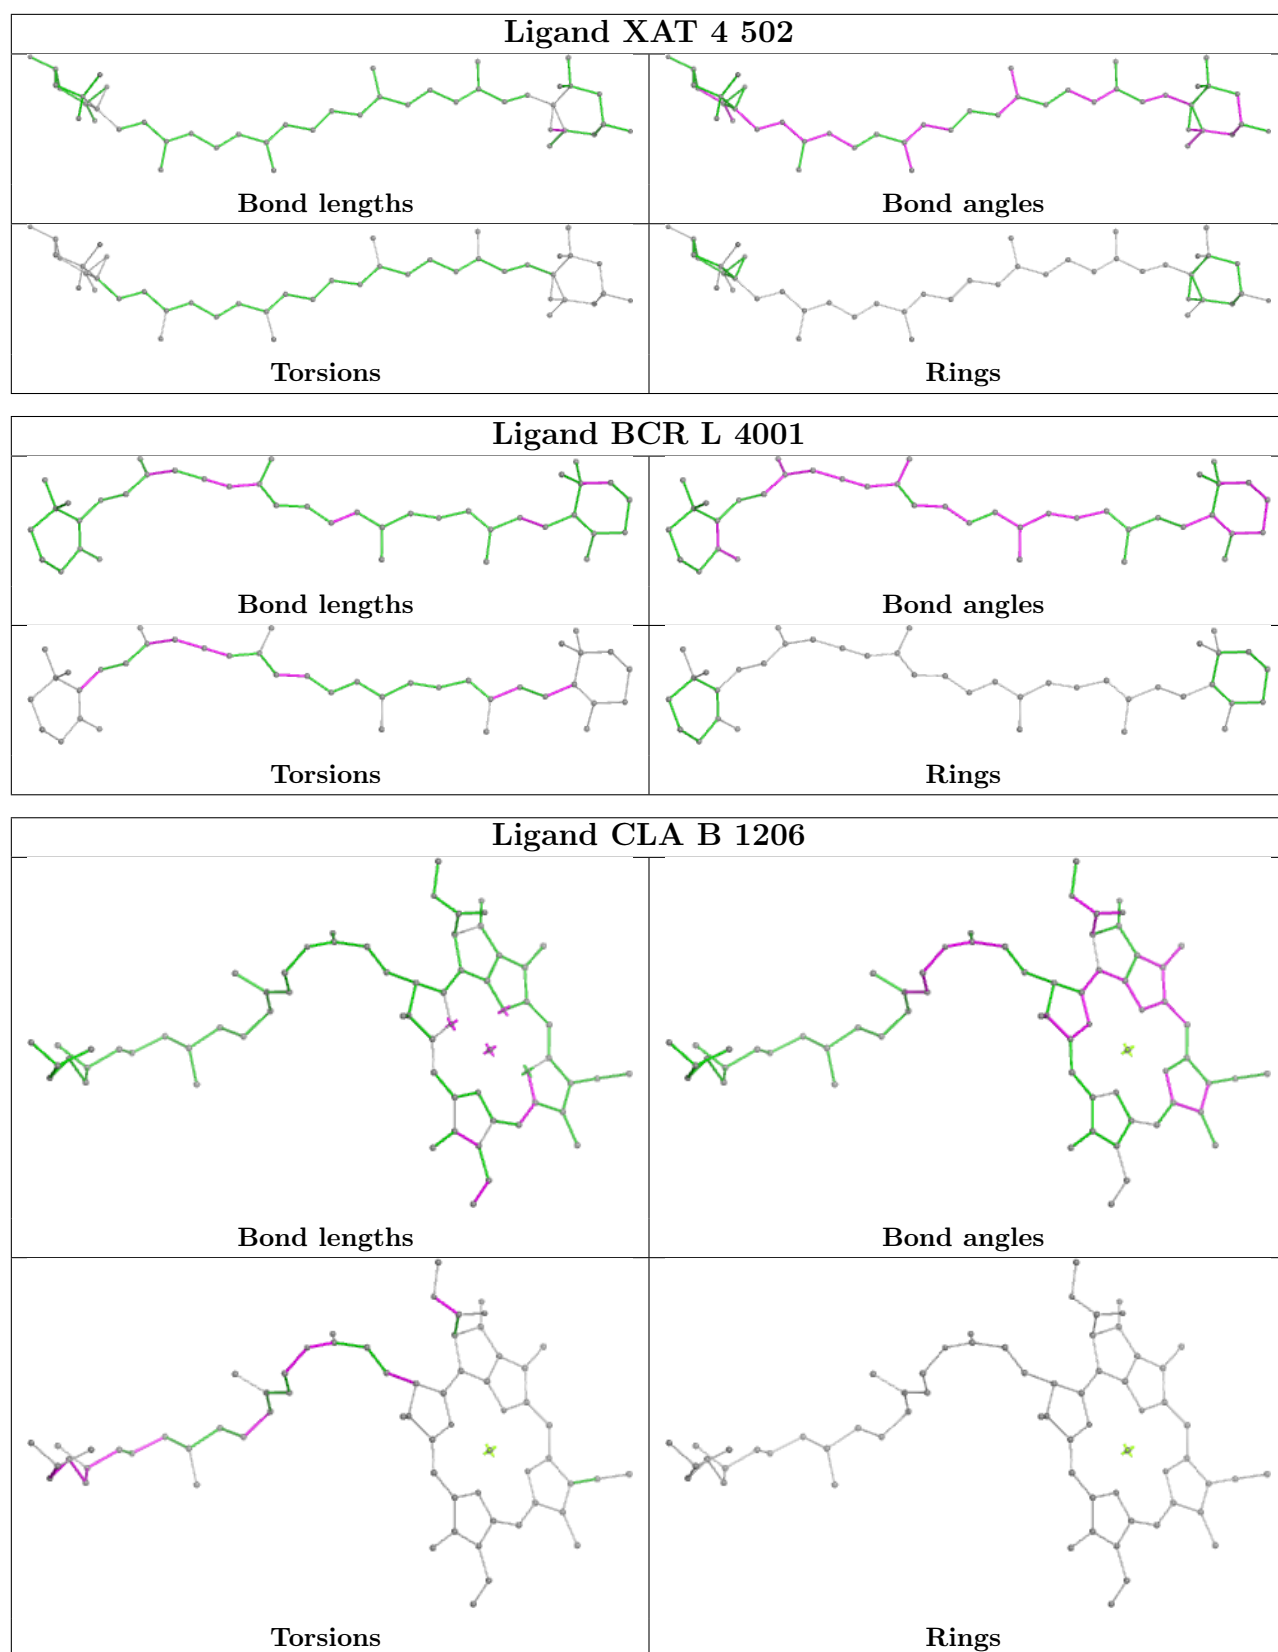 Ligand XAT 4 502
Bond lengths
Bond angles
Torsions
Rings
Ligand BCR L 4001
Bond lengths
Bond angles
Torsions
Rings
Ligand CLA B 1206
Bond lengths
Bond angles
Torsions
Rings